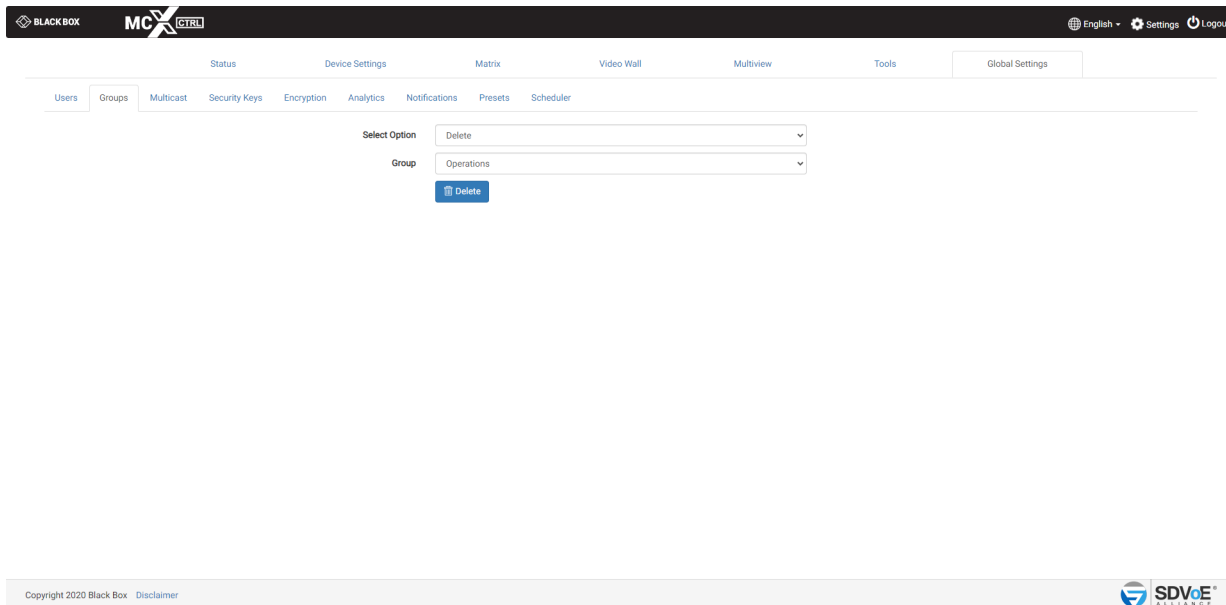 BLACK BOX MCX CTRL English Settings Logou
Status Device Settings Matrix Video Wall Multiview Tools Global Settings
Users Groups Multicast Security Keys Encryption Analytics Notifications Presets Scheduler
Select Option Delete
Group Operations
Delete
Copyright 2020 Black Box Disclaimer
SDVoE
ALLIANCE